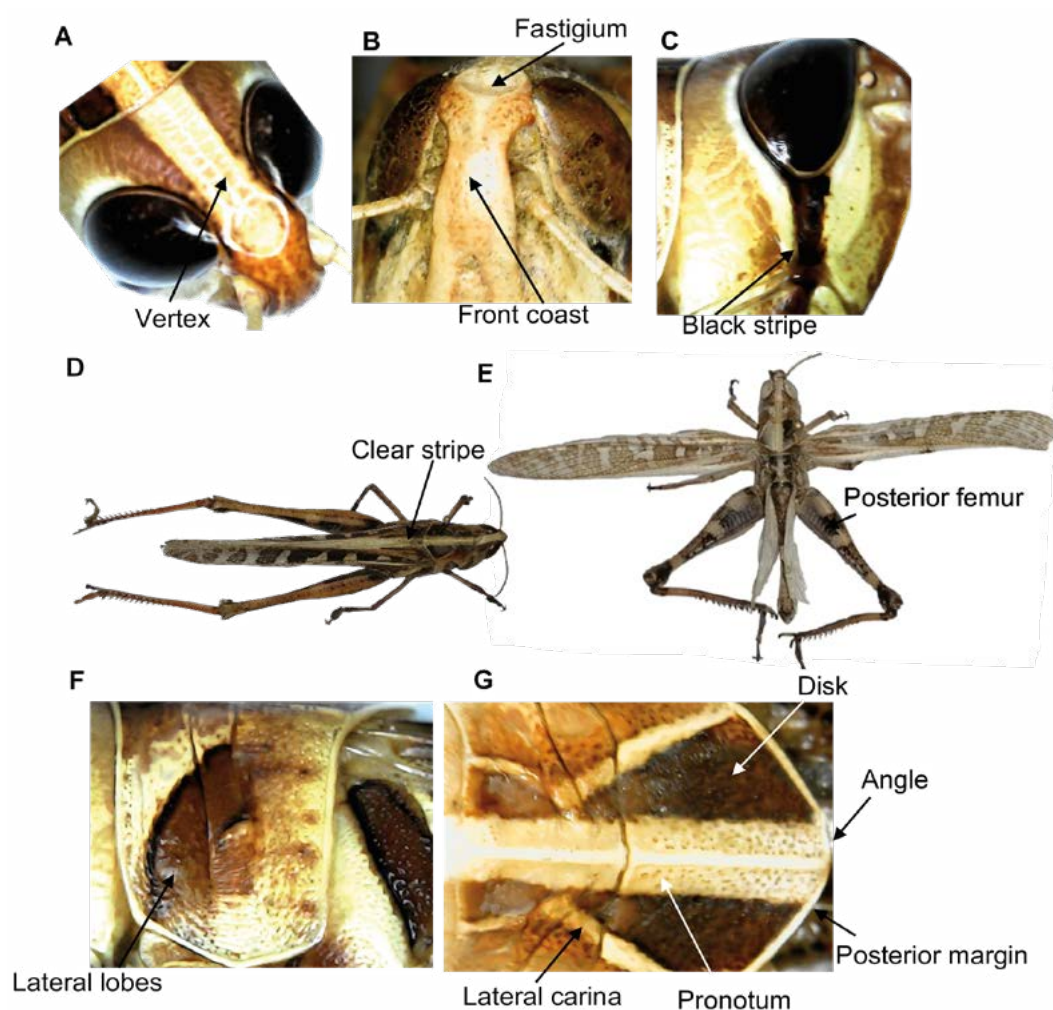 A
B
Fastigium
C
Vertex
Front coast
Black stripe
D
Clear stripe
E
Posterior femur
F
Lateral lobes
G
Disk
Angle
Posterior margin
Lateral carina
Pronotum